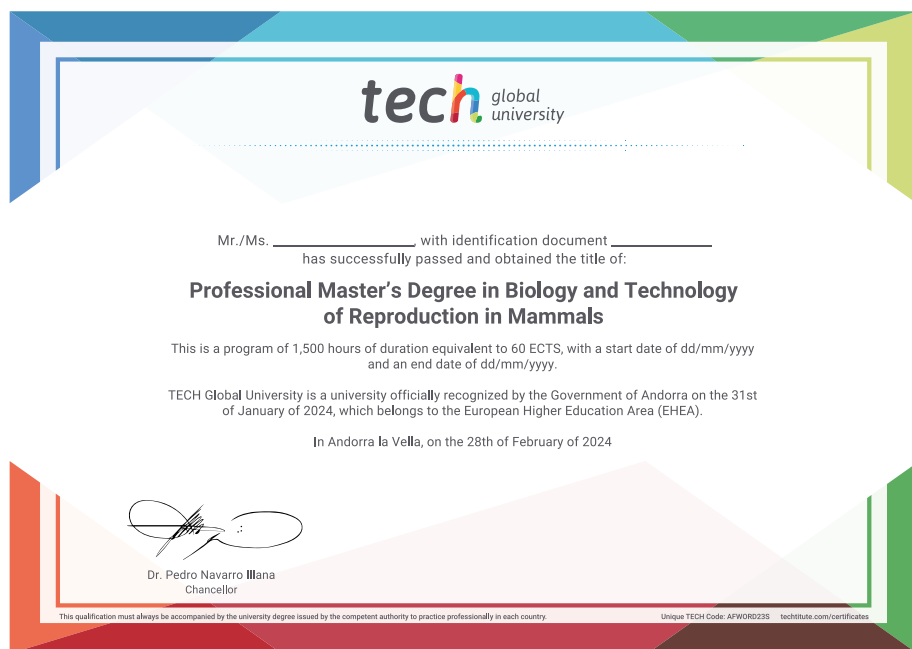 tech global university
Mr./Ms. ____________, with identification document ____________
has successfully passed and obtained the title of:
Professional Master's Degree in Biology and Technology
of Reproduction in Mammals
This is a program of 1,500 hours of duration equivalent to 60 ECTS, with a start date of dd/mm/yyyy
and an end date of dd/mm/yyyy.
TECH Global University is a university officially recognized by the Government of Andorra on the 31st
of January of 2024, which belongs to the European Higher Education Area (EHEA).
In Andorra la Vella, on the 28th of February of 2024
Dr. Pedro Navarro Illana
Chancellor
This qualification must always be accompanied by the university degree issued by the competent authority to practice professionally in each country.
Unique TECH Code: AFWORD23S techtitute.com/certificates